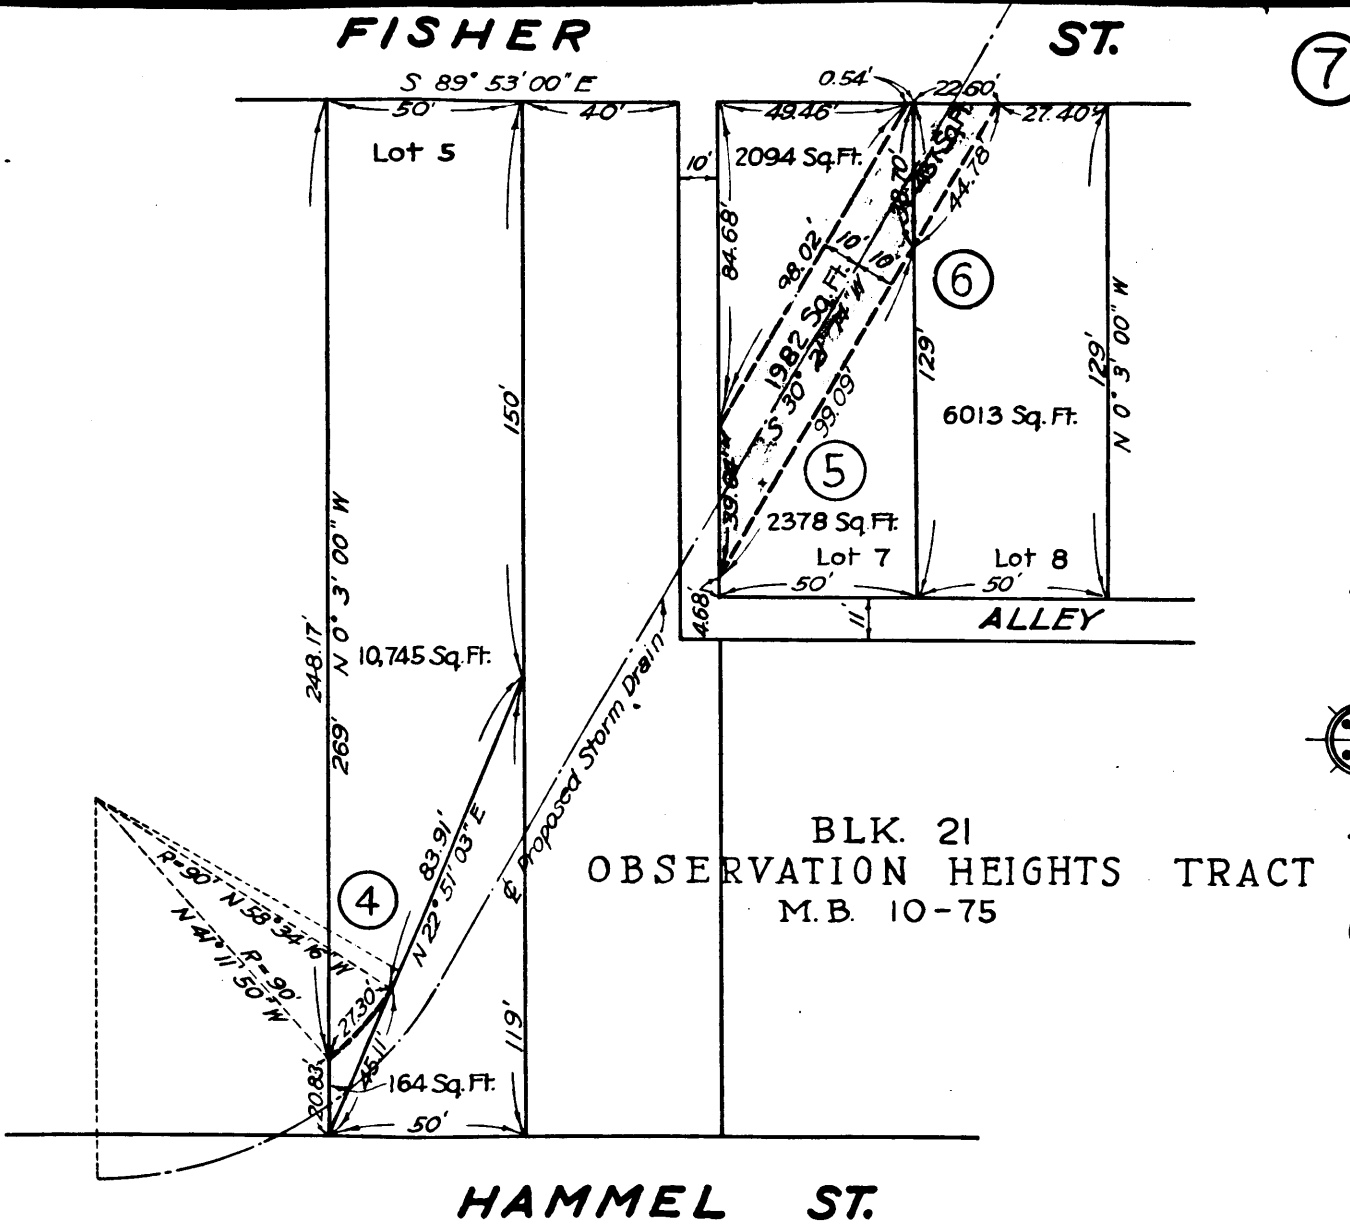 FISHER ST.
7
S 89° 53' 00" E
50'
40'
0.54'
22.60'
49.46'
27.40'
Lot 5
10'
2094 Sq.Ft.
38.70'
44.78'
84.68'
98.02'
10'
10'
6
1982 Sq. Ft.
S 30°
99.09'
129'
129'
N 0° 3' 00" W
150'
6013 Sq. Ft.
5
2378 Sq. Ft.
Lot 7
Lot 8
50'
50'
4.68'
11'
ALLEY
N 0° 3' 00" W
248.17'
269'
10,745 Sq. Ft.
℄ Proposed Storm Drain
83.91'
N 22° 51' 03" E
BLK. 21
OBSERVATION HEIGHTS TRACT
M.B. 10-75
4
R=90' N 58° 34' 16" W
R=90'
N 41° 11' 50" W
27.30'
45.11'
119'
20.83'
164 Sq. Ft.
50'
HAMMEL ST.